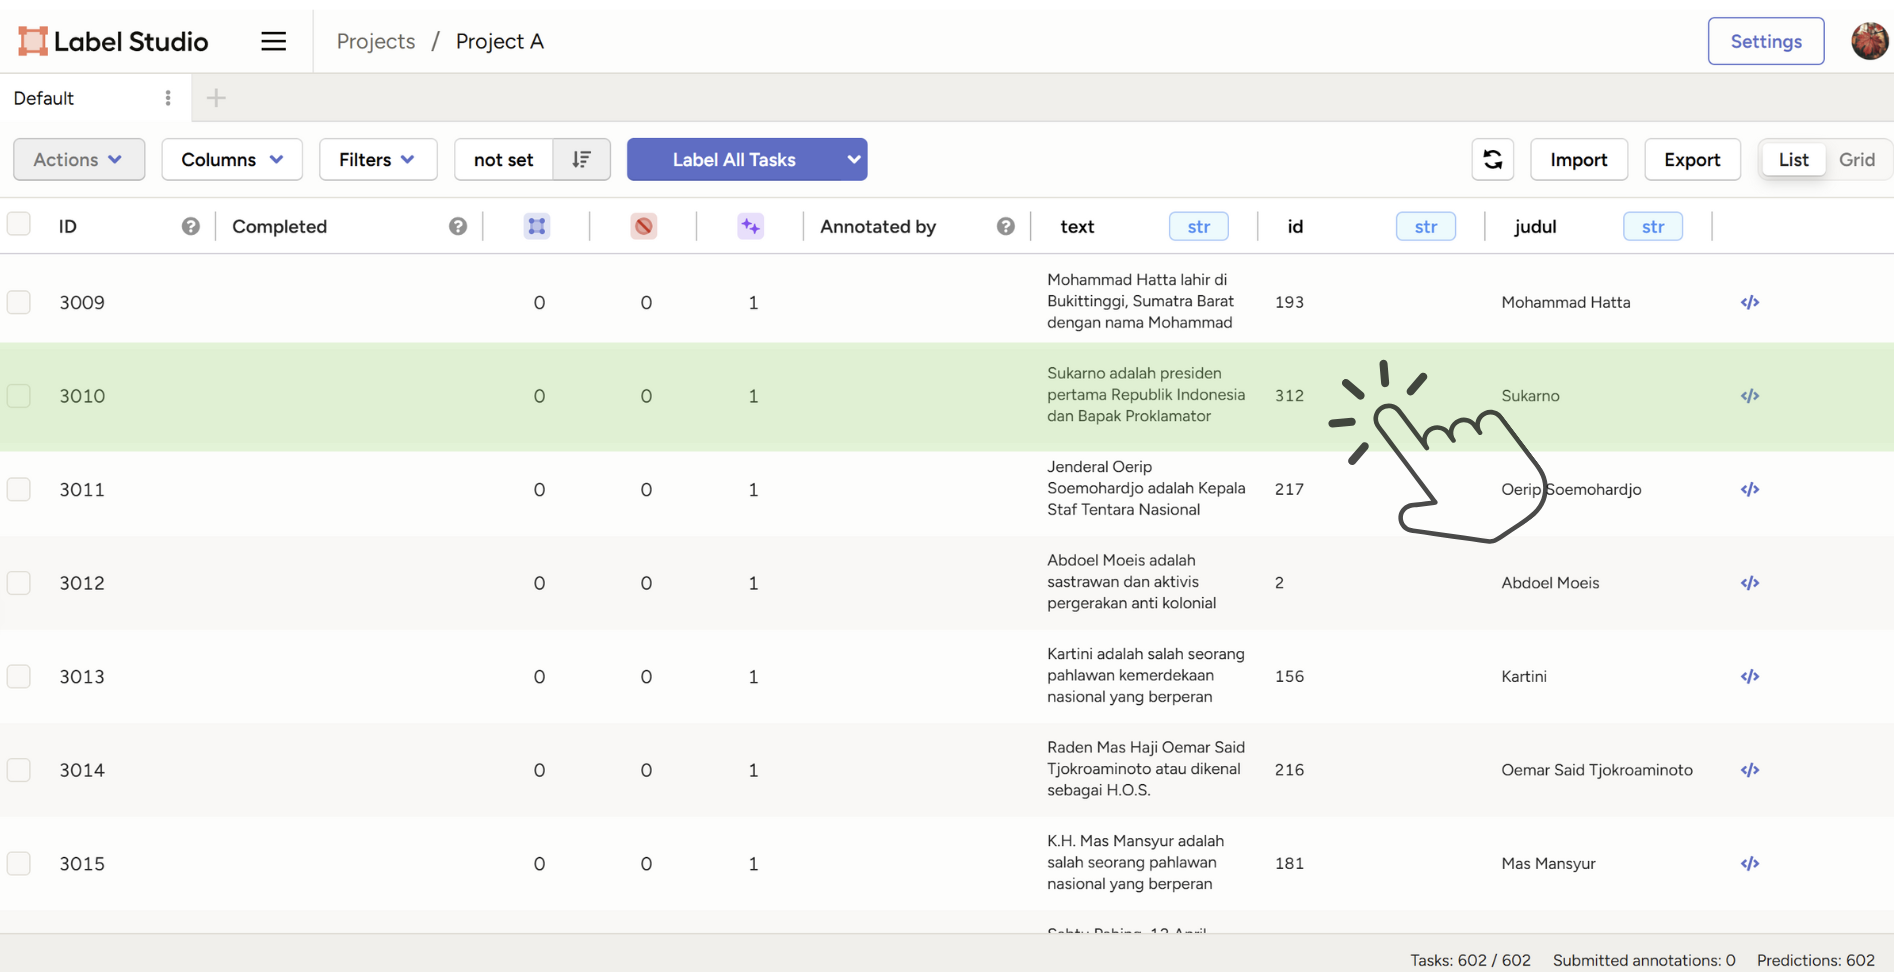 Label Studio
Projects / Project A
Settings
Default
Actions
Columns
Filters
not set
Label All Tasks
Import
Export
List
Grid
ID
Completed
Annotated by
text str
id str
judul str
3009 0 0 1
Mohammad Hatta lahir di
Bukittinggi, Sumatra Barat
dengan nama Mohammad
193
Mohammad Hatta
3010 0 0 1
Sukarno adalah presiden
pertama Republik Indonesia
dan Bapak Proklamator
312
Sukarno
3011 0 0 1
Jenderal Oerip
Soemohardjo adalah Kepala
Staf Tentara Nasional
217
Oerip Soemohardjo
3012 0 0 1
Abdoel Moeis adalah
sastrawan dan aktivis
pergerakan anti kolonial
2
Abdoel Moeis
3013 0 0 1
Kartini adalah salah seorang
pahlawan kemerdekaan
nasional yang berperan
156
Kartini
3014 0 0 1
Raden Mas Haji Oemar Said
Tjokroaminoto atau dikenal
sebagai H.O.S.
216
Oemar Said Tjokroaminoto
3015 0 0 1
K.H. Mas Mansyur adalah
salah seorang pahlawan
nasional yang berperan
181
Mas Mansyur
Tasks: 602 / 602 Submitted annotations: 0 Predictions: 602